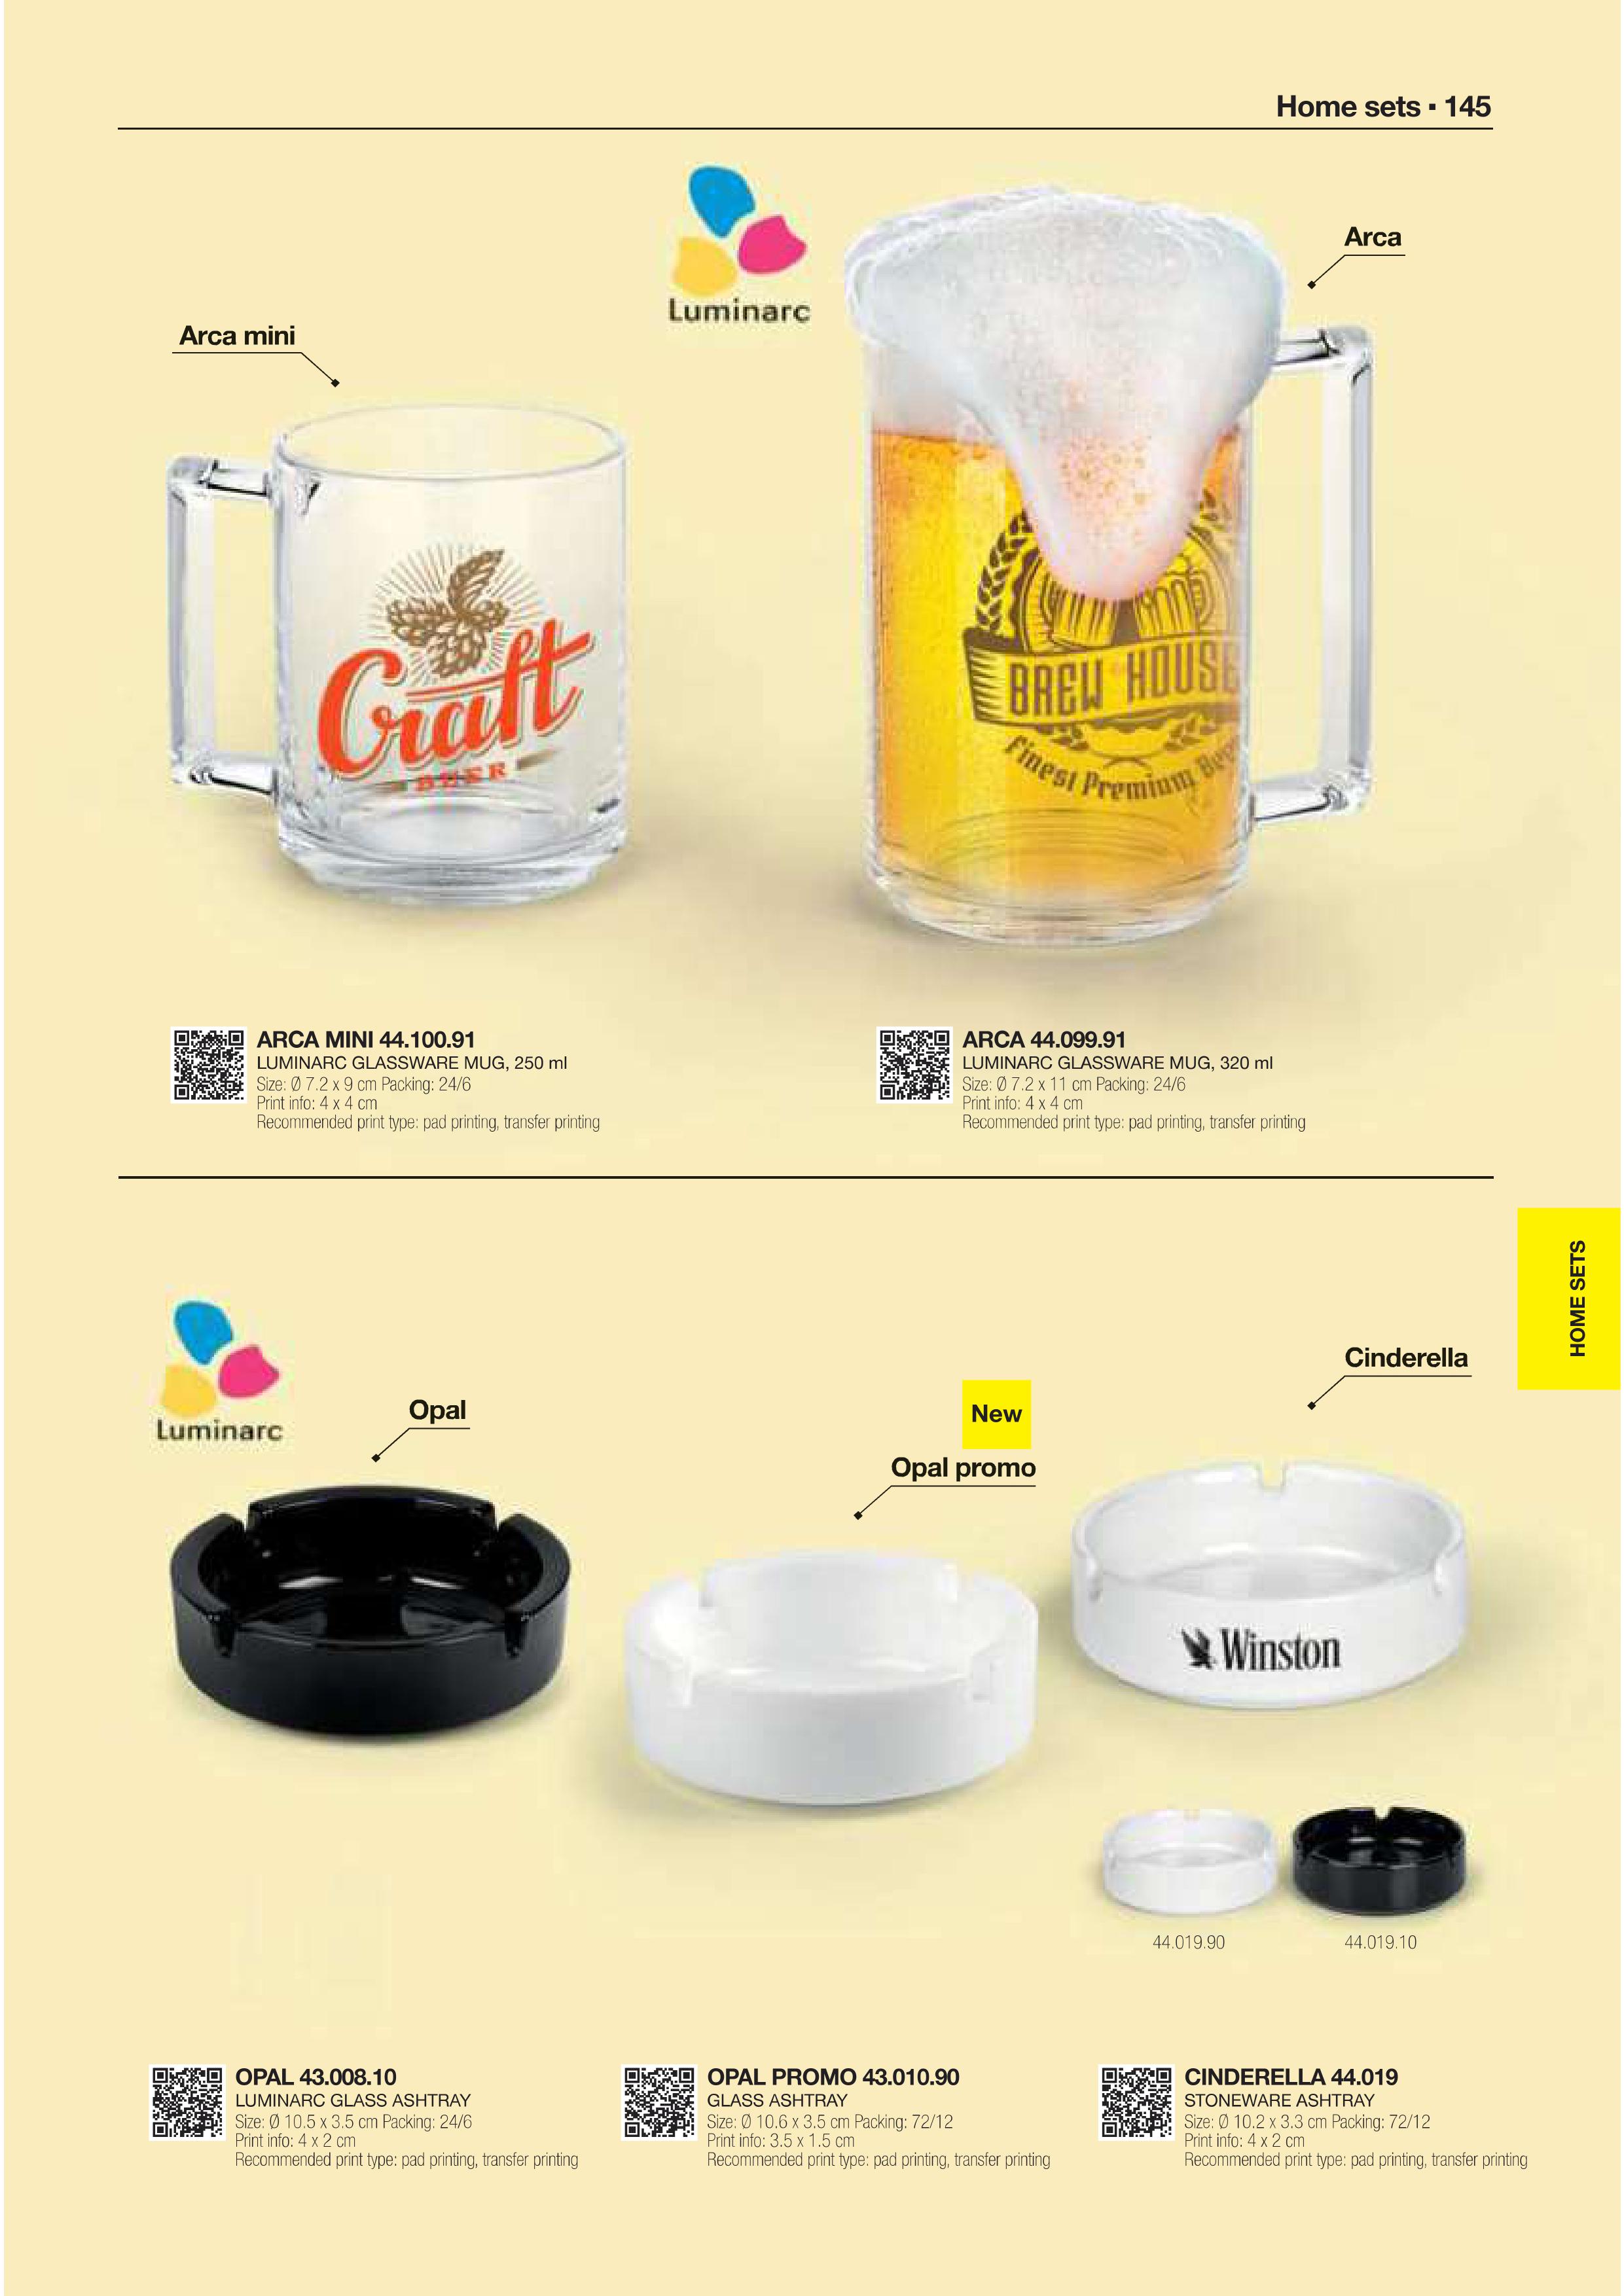 Home sets ▪ 145
Luminarc
Arca
Arca mini
Craft
BEER
BREW HOUSE
Finest Premium Beer
ARCA MINI 44.100.91
LUMINARC GLASSWARE MUG, 250 ml
Size: Ø 7.2 x 9 cm Packing: 24/6
Print info: 4 x 4 cm
Recommended print type: pad printing, transfer printing
ARCA 44.099.91
LUMINARC GLASSWARE MUG, 320 ml
Size: Ø 7.2 x 11 cm Packing: 24/6
Print info: 4 x 4 cm
Recommended print type: pad printing, transfer printing
HOME SETS
Luminarc
Opal
New
Opal promo
Cinderella
Winston
44.019.90
44.019.10
OPAL 43.008.10
LUMINARC GLASS ASHTRAY
Size: Ø 10.5 x 3.5 cm Packing: 24/6
Print info: 4 x 2 cm
Recommended print type: pad printing, transfer printing
OPAL PROMO 43.010.90
GLASS ASHTRAY
Size: Ø 10.6 x 3.5 cm Packing: 72/12
Print info: 3.5 x 1.5 cm
Recommended print type: pad printing, transfer printing
CINDERELLA 44.019
STONEWARE ASHTRAY
Size: Ø 10.2 x 3.3 cm Packing: 72/12
Print info: 4 x 2 cm
Recommended print type: pad printing, transfer printing